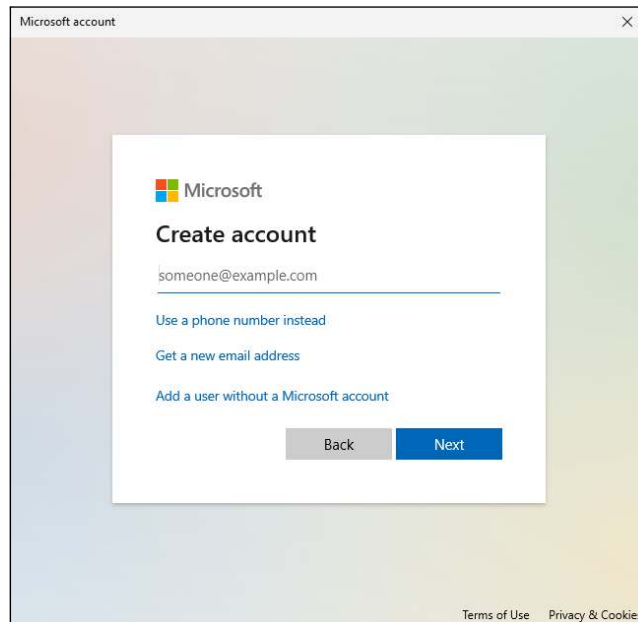 Microsoft account
Microsoft
Create account
someone@example.com
Use a phone number instead
Get a new email address
Add a user without a Microsoft account
Back Next
Terms of Use Privacy & Cookie